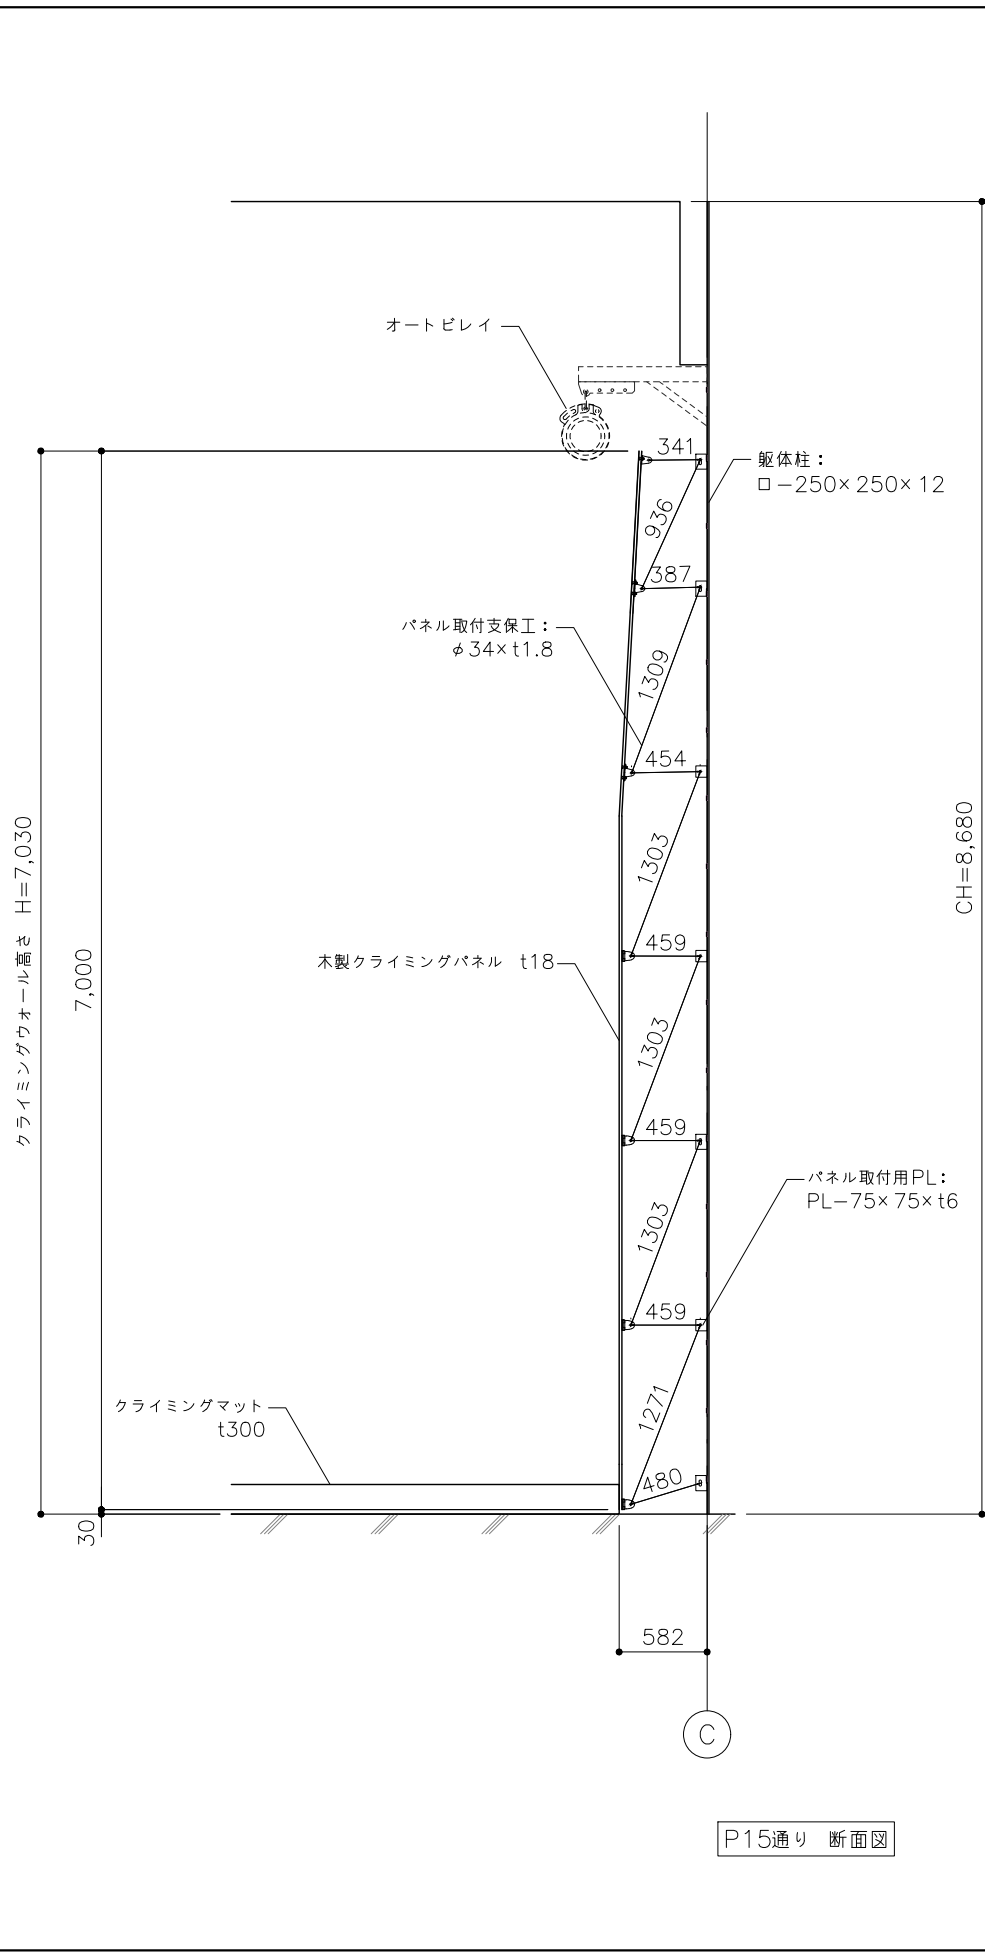 オートビレイ
341
躯体柱：
□－250×250×12
936
387
パネル取付支保工：
φ34×t1.8
1309
454
クライミングウォール高さ　H=7,030
7,000
CH=8,680
1303
459
木製クライミングパネル　t18
1303
459
パネル取付用PL：
PL－75×75×t6
1303
459
クライミングマット
t300
1271
480
30
582
C
P15通り　断面図